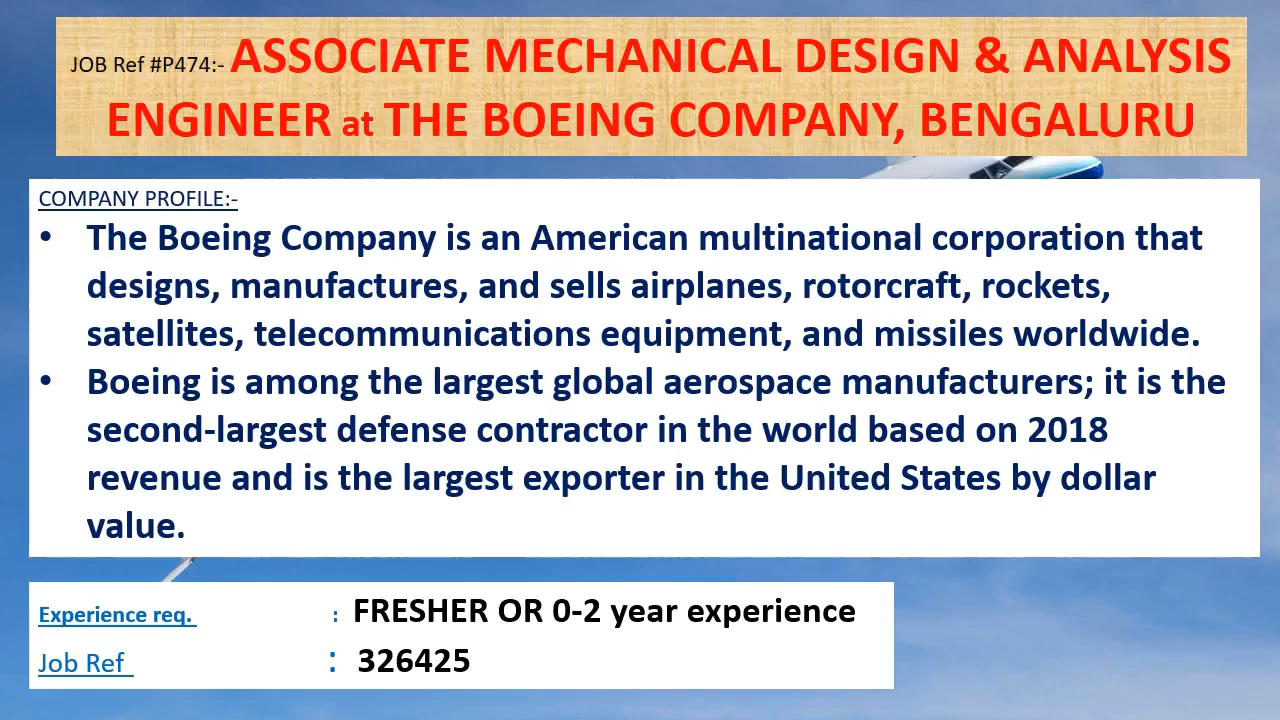 JOB Ref #P474:- ASSOCIATE MECHANICAL DESIGN & ANALYSIS
ENGINEER at THE BOEING COMPANY, BENGALURU
COMPANY PROFILE:-
• The Boeing Company is an American multinational corporation that
designs, manufactures, and sells airplanes, rotorcraft, rockets,
satellites, telecommunications equipment, and missiles worldwide.
• Boeing is among the largest global aerospace manufacturers; it is the
second-largest defense contractor in the world based on 2018
revenue and is the largest exporter in the United States by dollar
value.
Experience req. : FRESHER OR 0-2 year experience
Job Ref : 326425